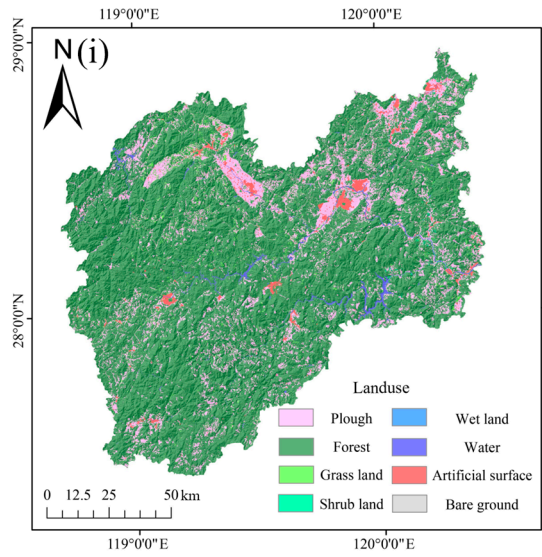 119°0'0"E 120°0'0"E
29°0'0"N
N (i)
28°0'0"N
Landuse
Plough Wet land
Forest Water
Grass land Artificial surface
Shrub land Bare ground
0 12.5 25 50 km
119°0'0"E 120°0'0"E